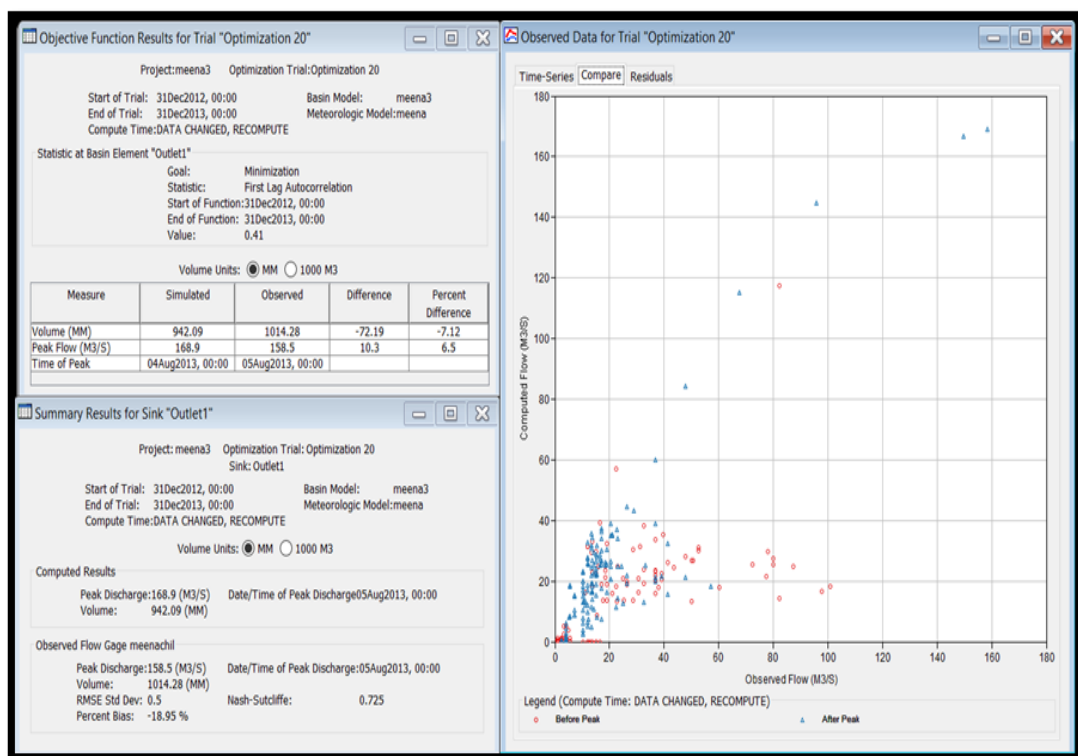 Objective Function Results for Trial "Optimization 20"
Project:meena3 Optimization Trial:Optimization 20
Start of Trial: 31Dec2012, 00:00 Basin Model: meena3
End of Trial: 31Dec2013, 00:00 Meteorologic Model:meena
Compute Time:DATA CHANGED, RECOMPUTE
Statistic at Basin Element "Outlet1"
Goal: Minimization
Statistic: First Lag Autocorrelation
Start of Function:31Dec2012, 00:00
End of Function: 31Dec2013, 00:00
Value: 0.41
Volume Units: MM 1000 M3
Measure Simulated Observed Difference Percent
Difference
Volume (MM) 942.09 1014.28 -72.19 -7.12
Peak Flow (M3/S) 168.9 158.5 10.3 6.5
Time of Peak 04Aug2013, 00:00 05Aug2013, 00:00
Summary Results for Sink "Outlet1"
Project:meena3 Optimization Trial:Optimization 20
Sink:Outlet1
Start of Trial: 31Dec2012, 00:00 Basin Model: meena3
End of Trial: 31Dec2013, 00:00 Meteorologic Model:meena
Compute Time:DATA CHANGED, RECOMPUTE
Volume Units: MM 1000 M3
Computed Results
Peak Discharge:168.9 (M3/S) Date/Time of Peak Discharge05Aug2013, 00:00
Volume: 942.09 (MM)
Observed Flow Gage meenachil
Peak Discharge:158.5 (M3/S) Date/Time of Peak Discharge:05Aug2013, 00:00
Volume: 1014.28 (MM)
RMSE Std Dev: 0.5 Nash-Sutcliffe: 0.725
Percent Bias: -18.95 %
Observed Data for Trial "Optimization 20"
Time-Series Compare Residuals
180
160
140
120
100
80
60
40
20
0
Computed Flow (M3/S)
0 20 40 60 80 100 120 140 160 180
Observed Flow (M3/S)
Legend (Compute Time: DATA CHANGED, RECOMPUTE)
Before Peak After Peak